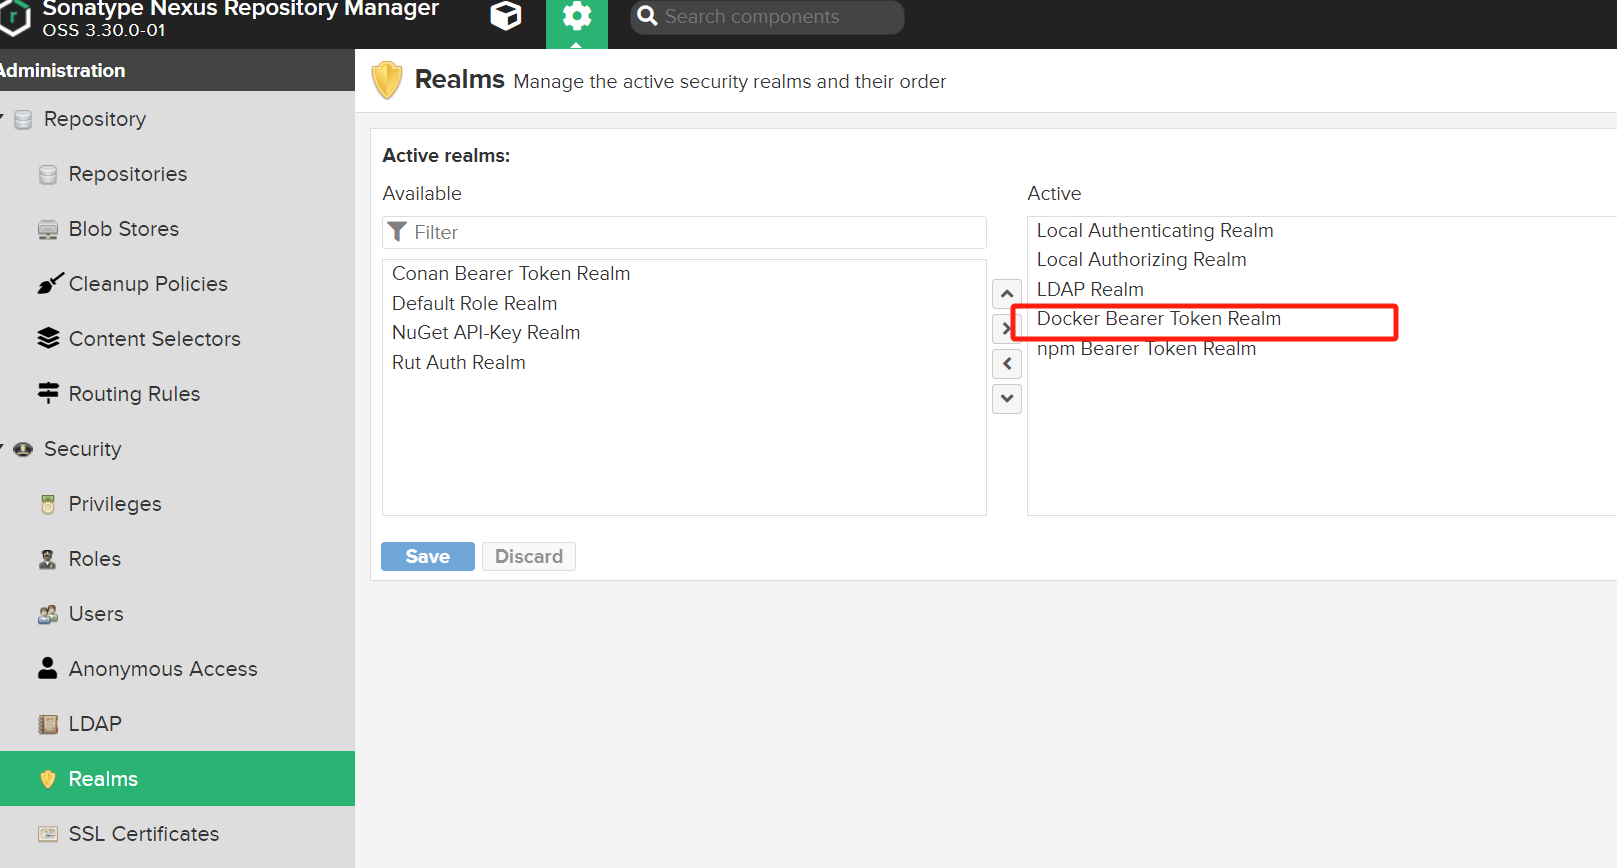 Sonatype Nexus Repository Manager
OSS 3.30.0-01
Search components
Administration
Repository
Repositories
Blob Stores
Cleanup Policies
Content Selectors
Routing Rules
Security
Privileges
Roles
Users
Anonymous Access
LDAP
Realms
SSL Certificates
Realms Manage the active security realms and their order
Active realms:
Available
Filter
Conan Bearer Token Realm
Default Role Realm
NuGet API-Key Realm
Rut Auth Realm
Active
Local Authenticating Realm
Local Authorizing Realm
LDAP Realm
Docker Bearer Token Realm
npm Bearer Token Realm
Save
Discard